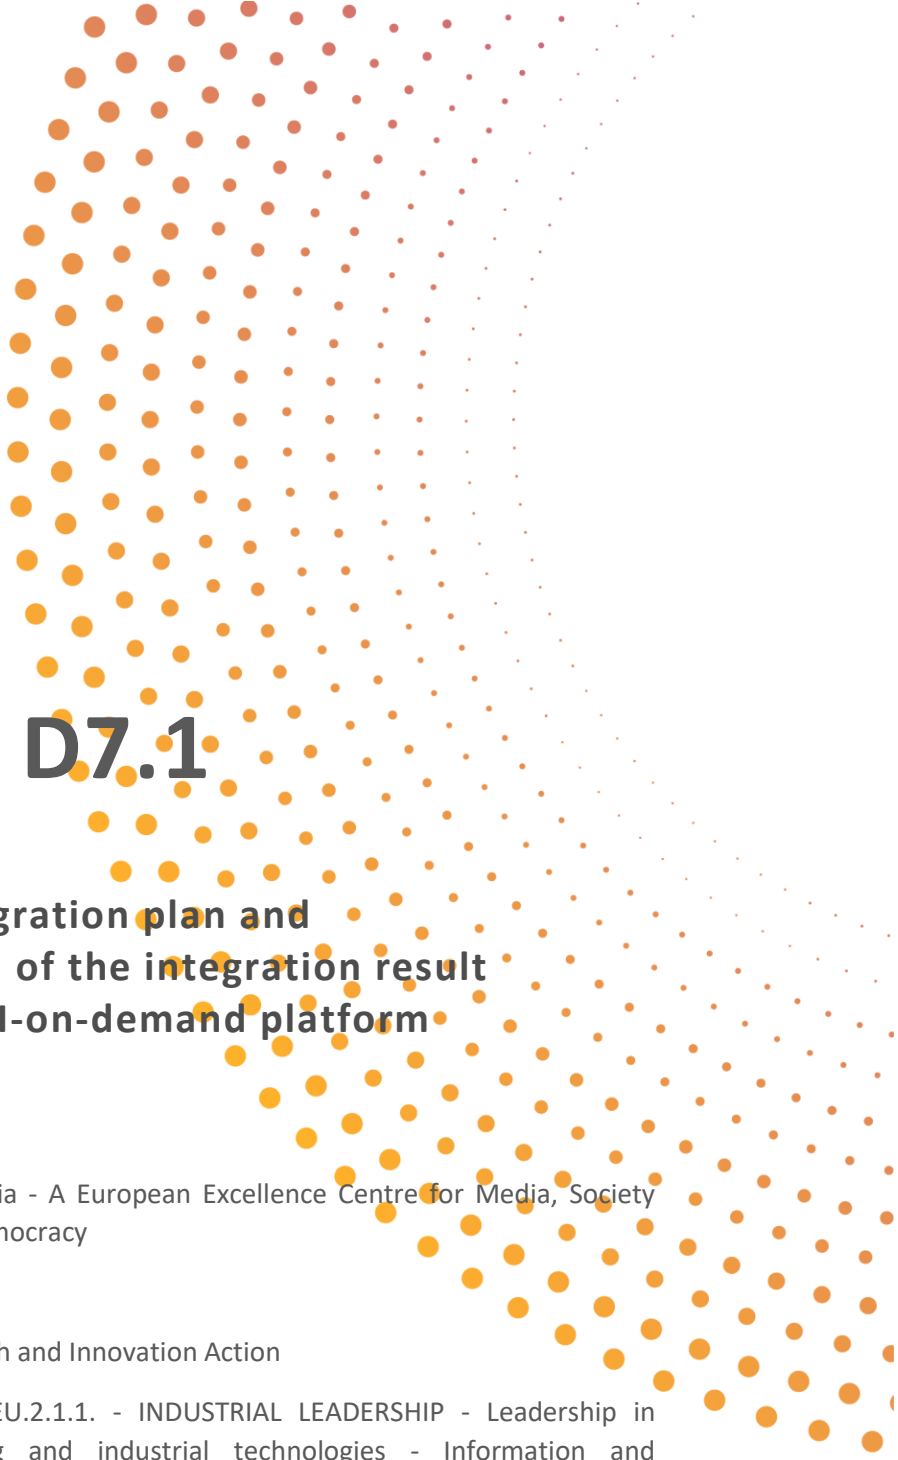 D7.1
gration plan and
of the integration result
I-on-demand platform
ia - A European Excellence Centre for Media, Society
mocracy
h and Innovation Action
EU.2.1.1. - INDUSTRIAL LEADERSHIP - Leadership in
g and industrial technologies - Information and